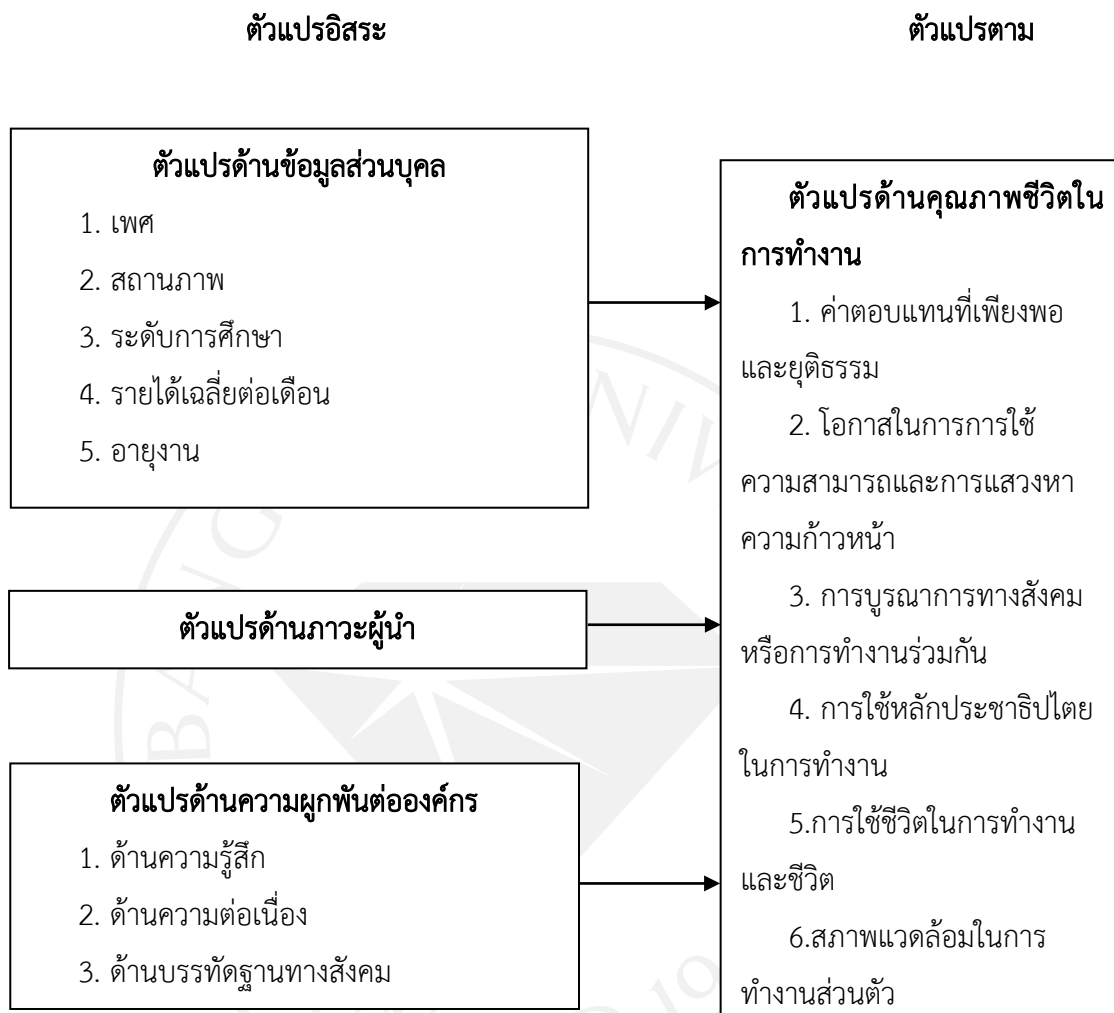 ตัวแปรอิสระ
ตัวแปรตาม
ตัวแปรด้านข้อมูลส่วนบุคล
1. เพศ
2. สถานภาพ
3. ระดับการศึกษา
4. รายได้เฉลี่ยต่อเดือน
5. อายุงาน
ตัวแปรด้านภาวะผู้นำ
ตัวแปรด้านความผูกพันต่อองค์กร
1. ด้านความรู้สึก
2. ด้านความต่อเนื่อง
3. ด้านบรรทัดฐานทางสังคม
ตัวแปรด้านคุณภาพชีวิตใน
การทำงาน
1. ค่าตอบแทนที่เพียงพอ
และยุติธรรม
2. โอกาสในการการใช้
ความสามารถและการแสวงหา
ความก้าวหน้า
3. การบูรณาการทางสังคม
หรือการทำงานร่วมกัน
4. การใช้หลักประชาธิปไตย
ในการทำงาน
5.การใช้ชีวิตในการทำงาน
และชีวิต
6.สภาพแวดล้อมในการ
ทำงานส่วนตัว